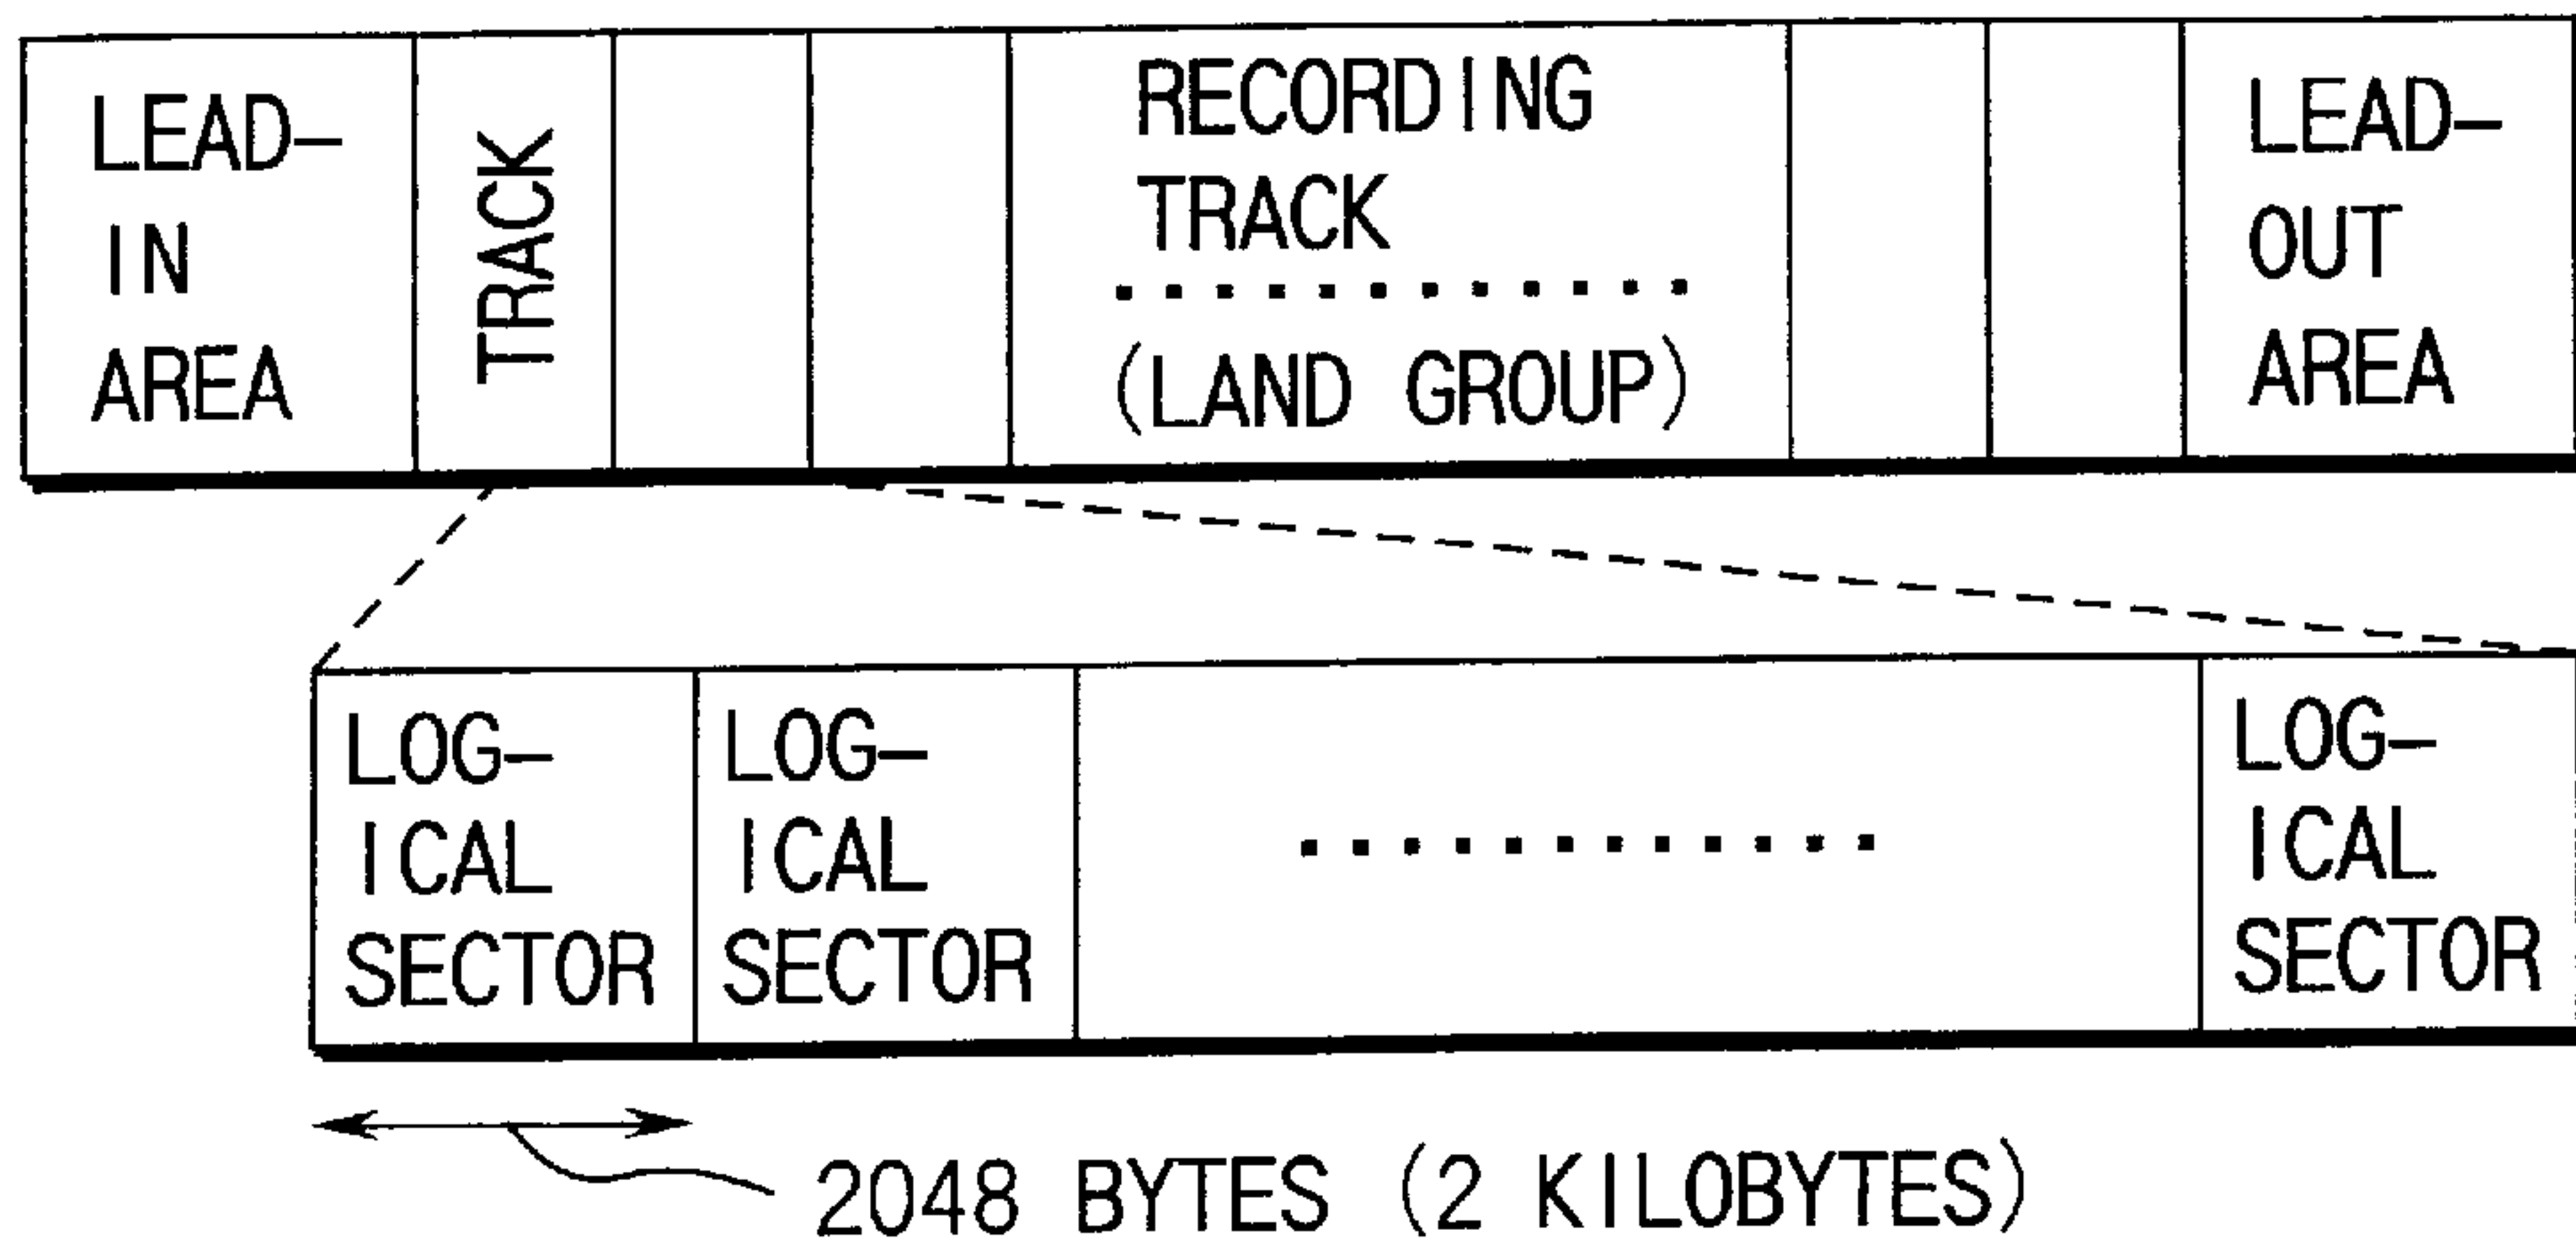 LEAD-
IN
AREA
TRACK
RECORDING
TRACK
............
(LAND GROUP)
LEAD-
OUT
AREA
LOG-
ICAL
SECTOR
LOG-
ICAL
SECTOR
............
LOG-
ICAL
SECTOR
2048 BYTES (2 KILOBYTES)